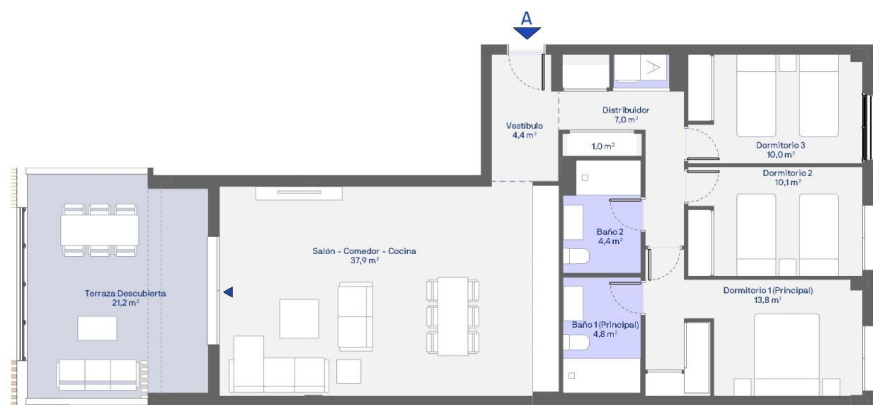 A
Vestíbulo
4,4 m²
Distribuidor
7,0 m²
1.0 m²
Dormitorio 3
10,0 m²
Dormitorio 2
10,1 m²
Baño 2
4,4 m²
Salón - Comedor - Cocina
37,9 m²
Terraza Descubierta
21,2 m²
Dormitorio 1 (Principal)
13,8 m²
Baño 1 (Principal)
4,8 m²